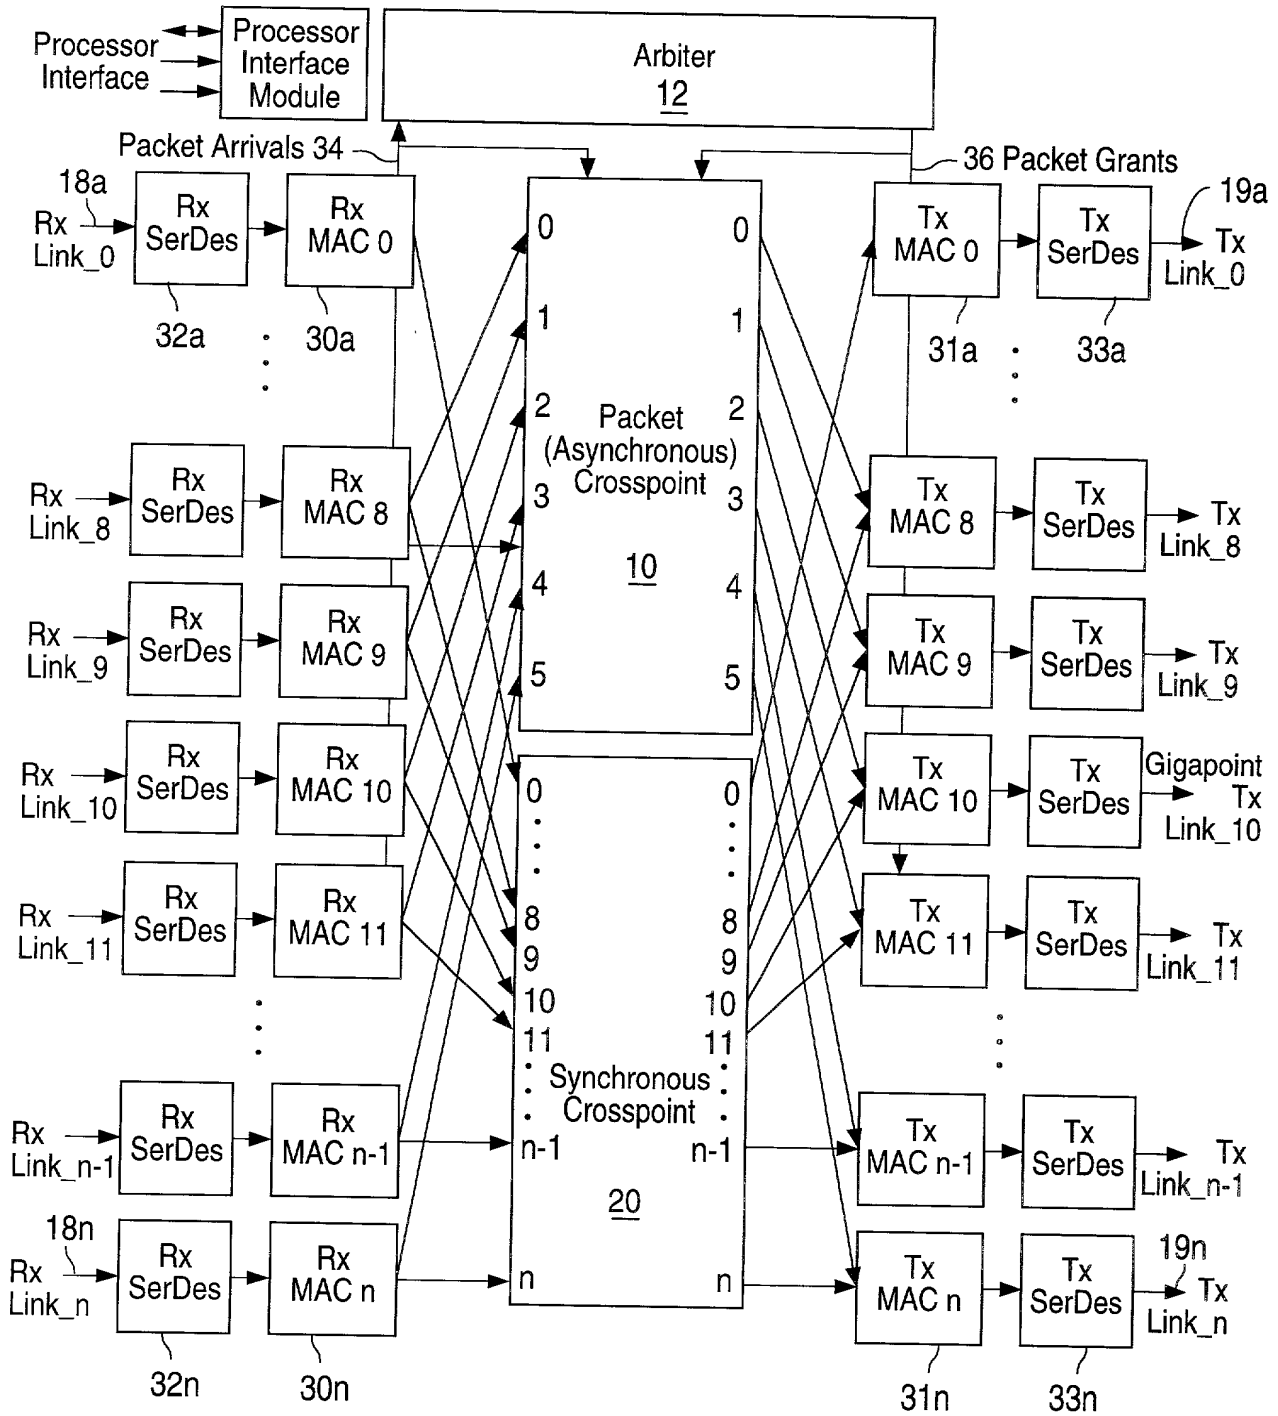 Processor
Interface
Processor
Interface
Module
Arbiter
12
Packet Arrivals 34
36 Packet Grants
18a
Rx
Link_0
Rx
SerDes
32a
Rx
MAC 0
30a
Tx
MAC 0
31a
Tx
SerDes
33a
19a
Tx
Link_0
0
1
2
3
4
5
Packet
(Asynchronous)
Crosspoint
10
0
1
2
3
4
5
Rx
Link_8
Rx
SerDes
Rx
MAC 8
Tx
MAC 8
Tx
SerDes
Tx
Link_8
Rx
Link_9
Rx
SerDes
Rx
MAC 9
Tx
MAC 9
Tx
SerDes
Tx
Link_9
Rx
Link_10
Rx
SerDes
Rx
MAC 10
Tx
MAC 10
Tx
SerDes
Gigapoint
Tx
Link_10
Rx
Link_11
Rx
SerDes
Rx
MAC 11
Tx
MAC 11
Tx
SerDes
Tx
Link_11
0
8
9
10
11
n-1
n
Synchronous
Crosspoint
20
0
8
9
10
11
n-1
n
Rx
Link_n-1
Rx
SerDes
Rx
MAC n-1
Tx
MAC n-1
Tx
SerDes
Tx
Link_n-1
18n
Rx
Link_n
Rx
SerDes
32n
Rx
MAC n
30n
Tx
MAC n
31n
Tx
SerDes
33n
19n
Tx
Link_n